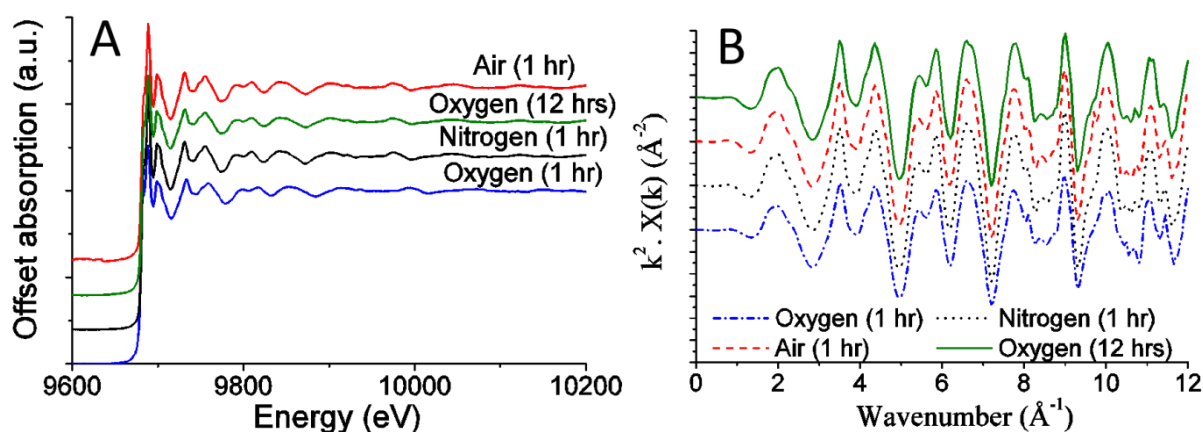 A
Offset absorption (a.u.)
Air (1 hr)
Oxygen (12 hrs)
Nitrogen (1 hr)
Oxygen (1 hr)
9600 9800 10000 10200
Energy (eV)
B
k². X(k) (Å⁻²)
Oxygen (1 hr) Nitrogen (1 hr)
Air (1 hr) Oxygen (12 hrs)
0 2 4 6 8 10 12
Wavenumber (Å⁻¹)